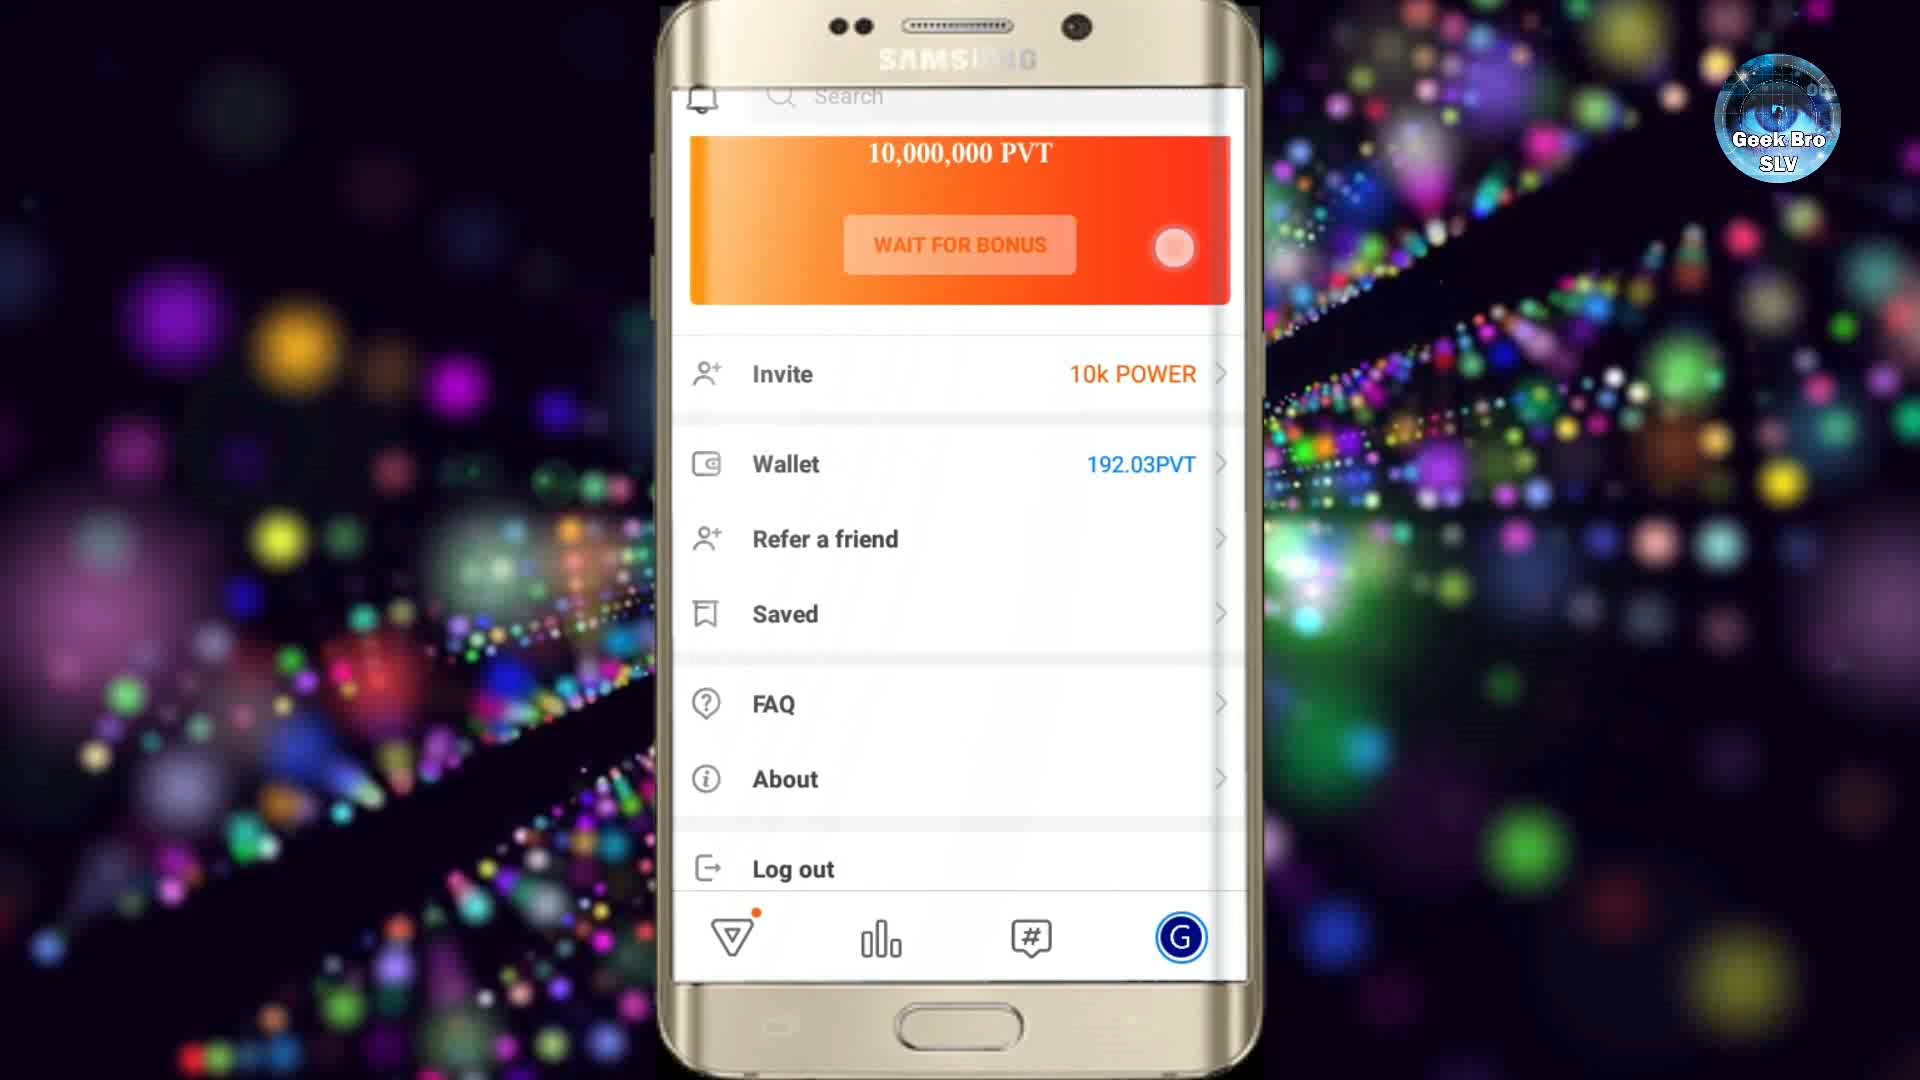 SAMSUNG
Search
10,000,000 PVT
WAIT FOR BONUS
Invite
10k POWER
Wallet
192.03PVT
Refer a friend
Saved
FAQ
About
Log out
#
G
Geek Bro
SLV